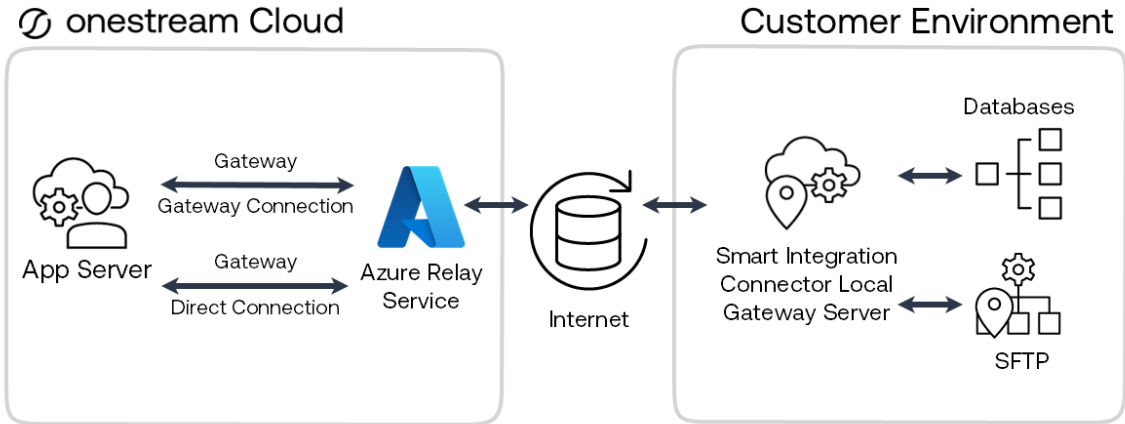 onestream Cloud
Customer Environment
Gateway
Gateway Connection
Gateway
Direct Connection
App Server
Azure Relay
Service
Internet
Smart Integration
Connector Local
Gateway Server
Databases
SFTP